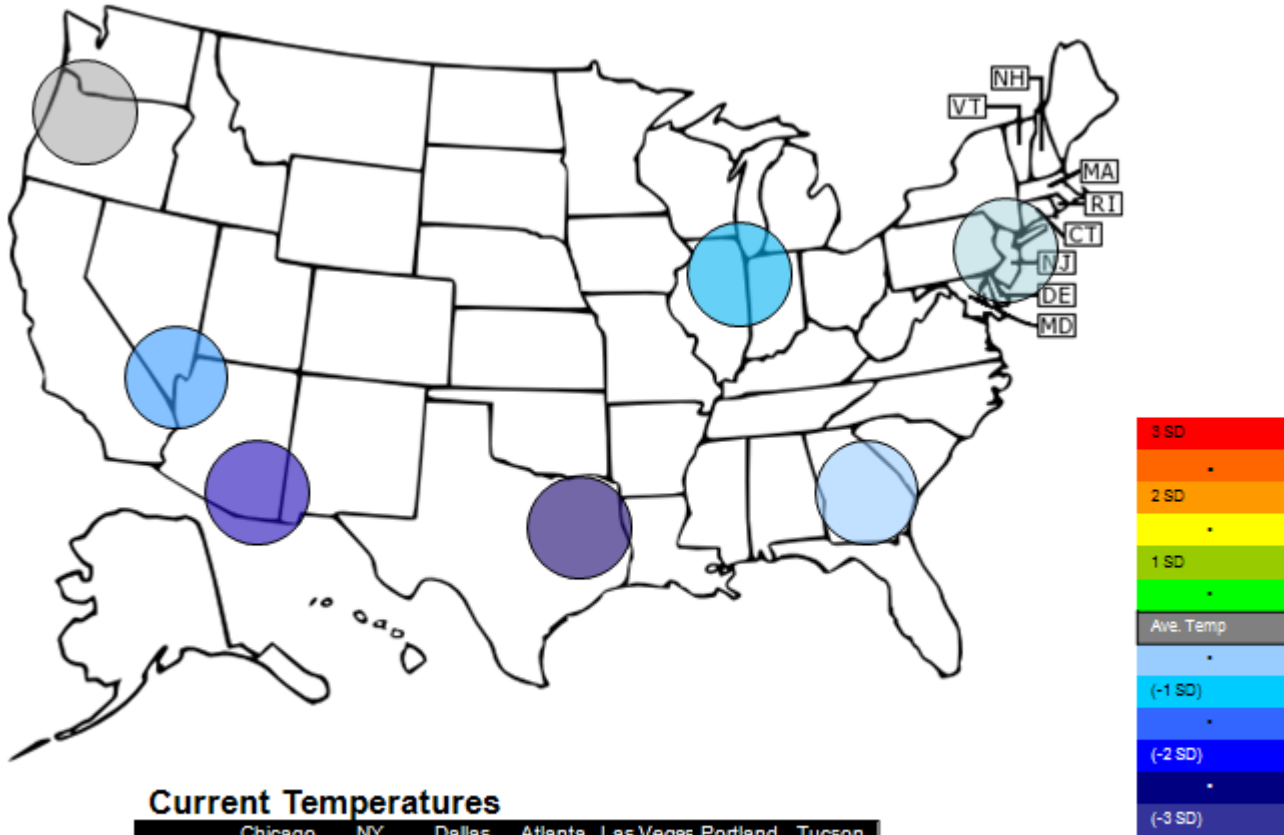 NH
VT
MA
RI
CT
NJ
DE
MD
3 SD
2 SD
1 SD
Ave. Temp
(-1 SD)
(-2 SD)
(-3 SD)
Current Temperatures
Chicago NY Dallas Atlanta Las Vegas Portland Tucson